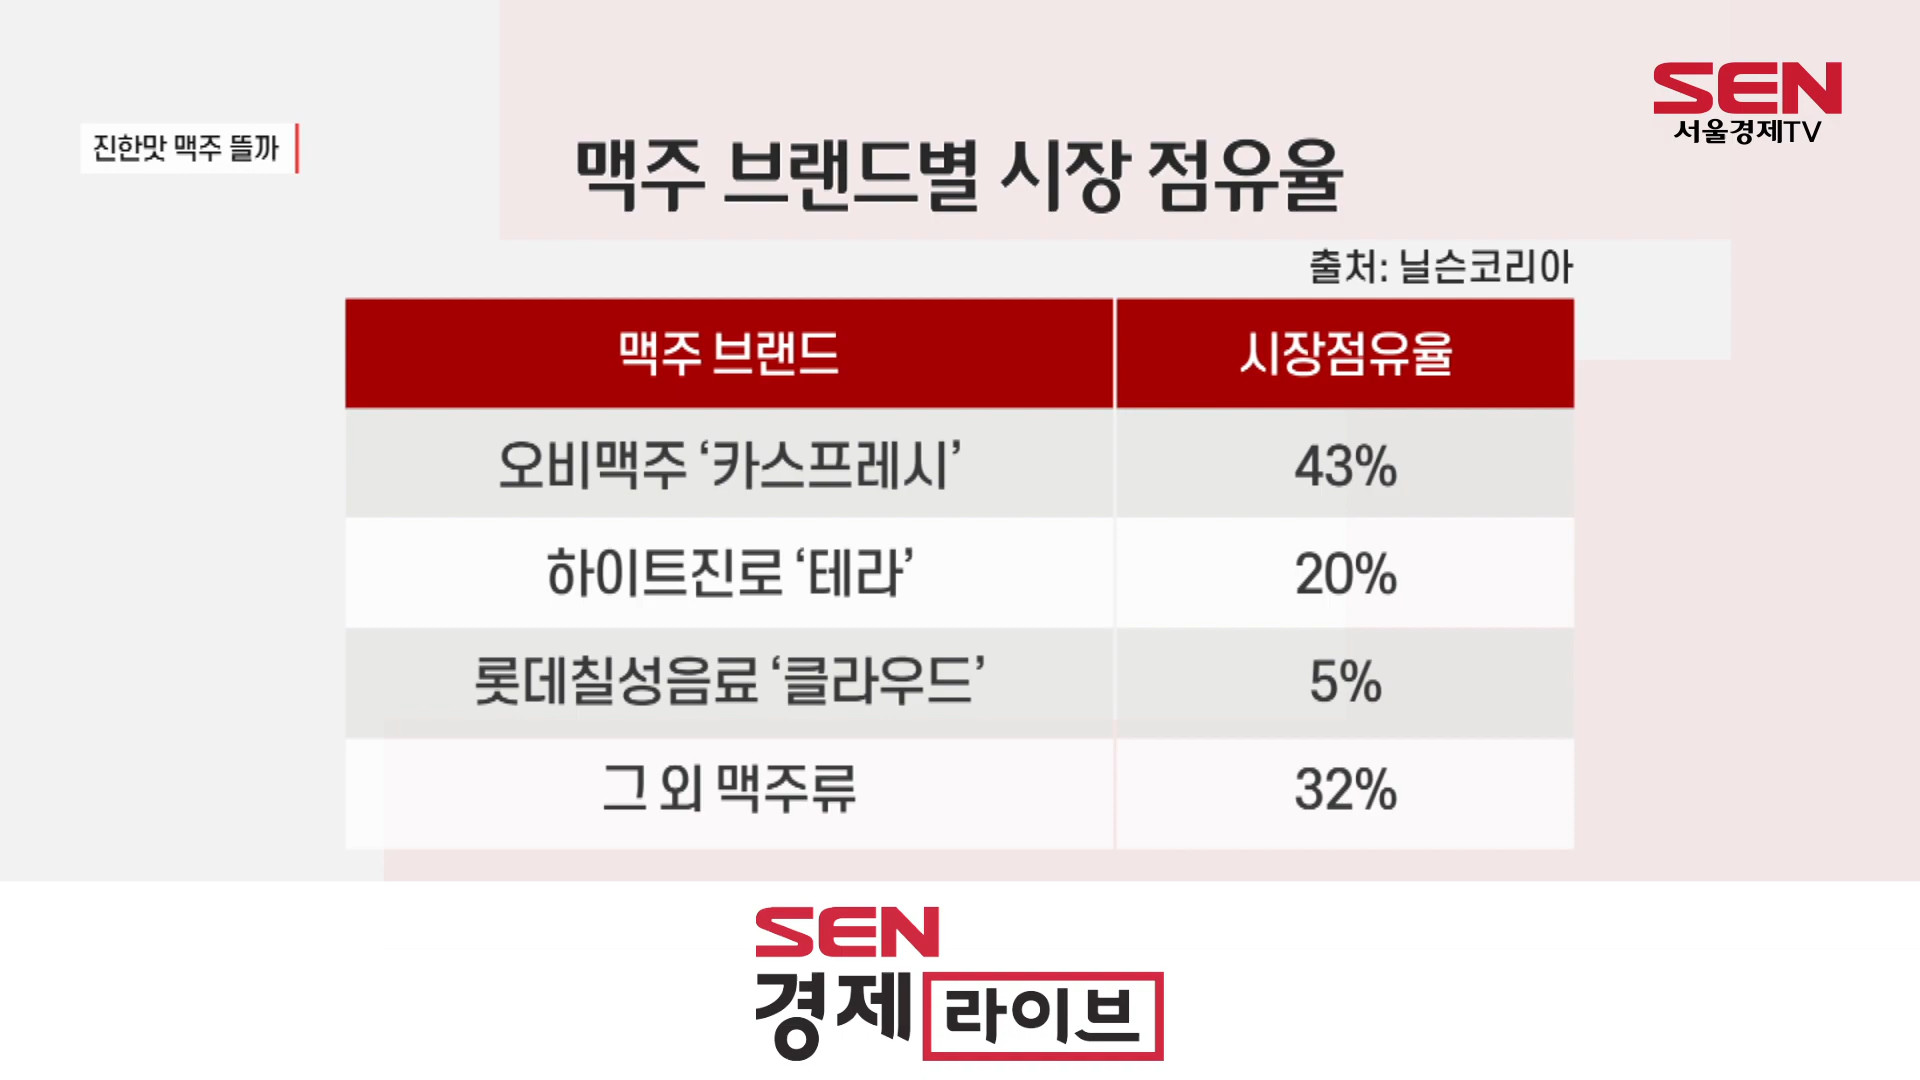 SEN
서울경제TV
진한맛 맥주 뜰까
맥주 브랜드별 시장 점유율
출처: 닐슨코리아
맥주 브랜드 시장점유율
오비맥주 ‘카스프레시’ 43%
하이트진로 ‘테라’ 20%
롯데칠성음료 ‘클라우드’ 5%
그 외 맥주류 32%
SEN
경제라이브